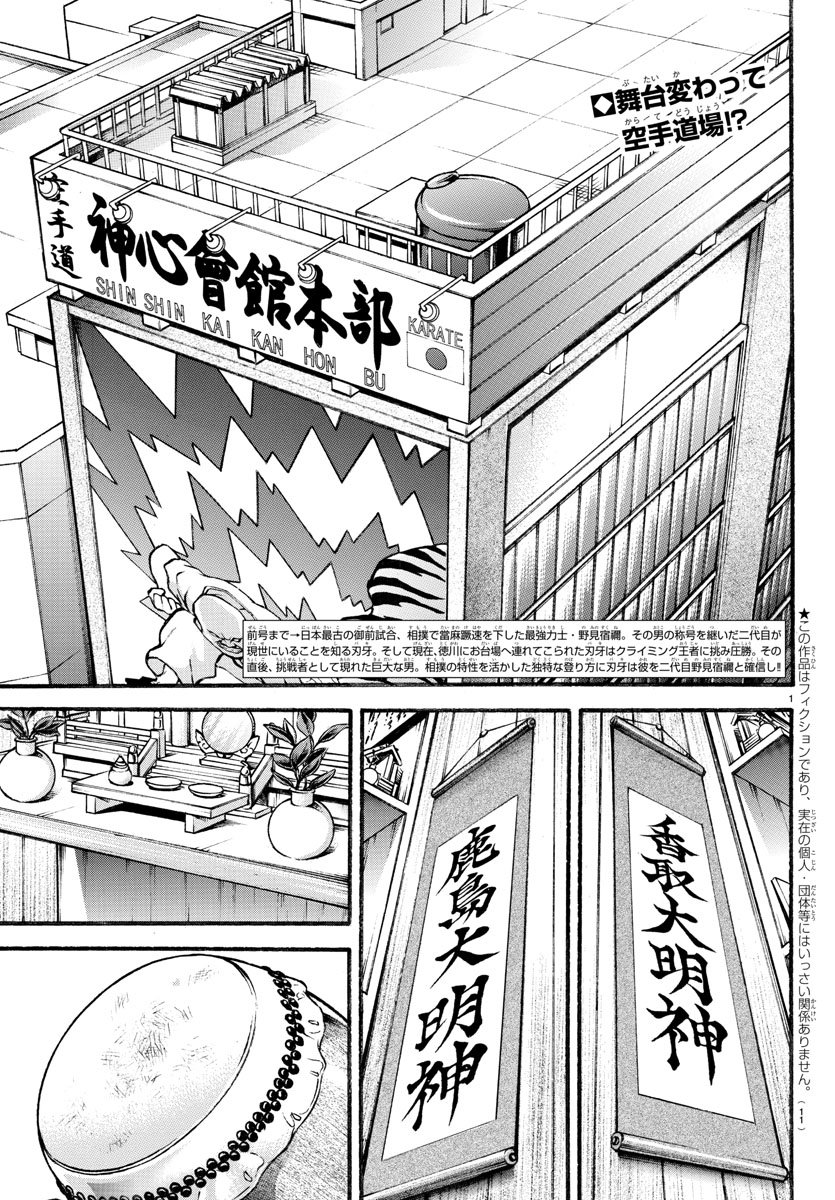 ◆舞台変わって
空手道場!?
空手道
神心會館本部
SHIN SHIN KAI KAN HON BU
KARATE
前号まで→日本最古の御前試合、相撲で當麻蹶速を下した最強力士・野見宿禰。その男の称号を継いだ二代目が
現世にいることを知る刃牙。そして現在、徳川にお台場へ連れてこられた刃牙はクライミング王者に挑み圧勝。その
直後、挑戦者として現れた巨大な男。相撲の特性を活かした独特な登り方に刃牙は彼を二代目野見宿禰と確信し!!
1
香取大明神
鹿島大明神
★この作品はフィクションであり、実在の個人・団体等にはいっさい関係ありません。
(11)